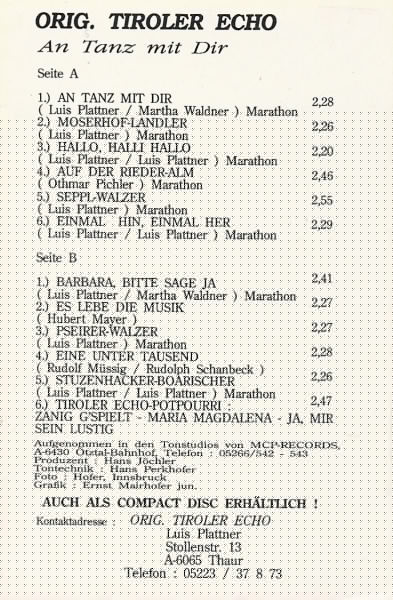 ORIG. TIROLER ECHO
An Tanz mit Dir
Seite A
1.) AN TANZ MIT DIR 2,28
( Luis Plattner / Martha Waldner ) Marathon
2.) MOSERHOF-LANDLER 2,26
( Luis Plattner ) Marathon
3.) HALLO, HALLI HALLO 2,20
( Luis Plattner / Luis Plattner ) Marathon
4.) AUF DER RIEDER-ALM 2,46
( Othmar Pichler ) Marathon
5.) SEPPL-WALZER 2,55
( Luis Plattner ) Marathon
6.) EINMAL HIN, EINMAL HER 2,29
( Luis Plattner / Luis Plattner ) Marathon
Seite B
1.) BARBARA, BITTE SAGE JA 2,41
( Luis Plattner / Martha Waldner ) Marathon
2.) ES LEBE DIE MUSIK 2,27
( Hubert Mayer )
3.) PSEIRER-WALZER 2,27
( Luis Plattner ) Marathon
4.) EINE UNTER TAUSEND 2,28
( Rudolf Müssig / Rudolph Schanbeck )
5.) STUZENHACKER-BOARISCHER 2,26
( Luis Plattner / Luis Plattner ) Marathon
6.) TIROLER ECHO-POTPOURRI : 2,47
ZANIG G'SPIELT - MARIA MAGDALENA - JA, MIR
SEIN LUSTIG
Aufgenommen in den Tonstudios von MCP-RECORDS,
A-6430 Ötztal-Bahnhof, Telefon : 05266/542 - 543
Produzent : Hans Jöchler
Tontechnik : Hans Perkhofer
Foto : Hofer, Innsbruck
Grafik : Ernst Mairhofer jun.
AUCH ALS COMPACT DISC ERHÄLTLICH !
Kontaktadresse : ORIG. TIROLER ECHO
Luis Plattner
Stollenstr. 13
A-6065 Thaur
Telefon : 05223 / 37 8 73